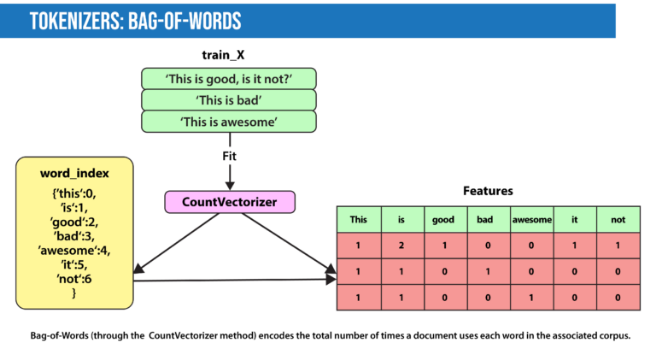 TOKENIZERS: BAG-OF-WORDS
train_X
'This is good, is it not?'
'This is bad'
'This is awesome'
Fit
word_index
{'this':0,
'is':1,
'good':2,
'bad':3,
'awesome':4,
'it':5,
'not':6
}
CountVectorizer
Features
This is good bad awesome it not
1 2 1 0 0 1 1
1 1 0 1 0 0 0
1 1 0 0 1 0 0
Bag-of-Words (through the CountVectorizer method) encodes the total number of times a document uses each word in the associated corpus.